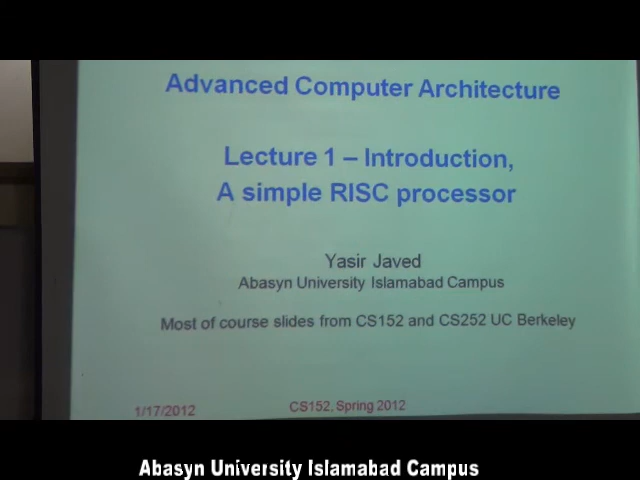 Advanced Computer Architecture
Lecture 1 – Introduction,
A simple RISC processor
Yasir Javed
Abasyn University Islamabad Campus
Most of course slides from CS152 and CS252 UC Berkeley
1/17/2012
CS152, Spring 2012
Abasyn University Islamabad Campus